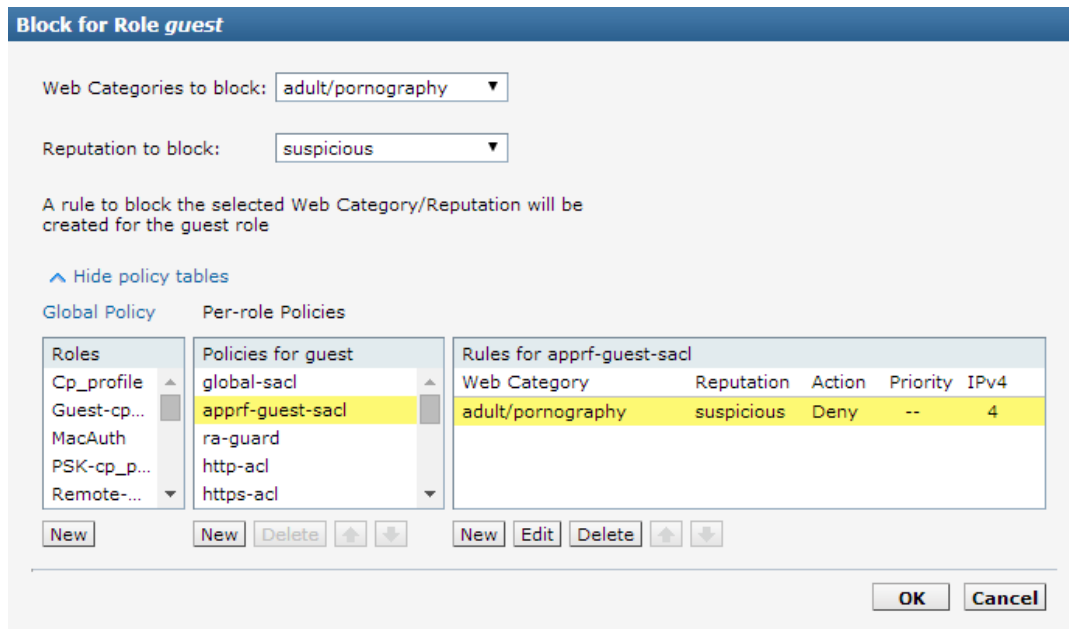 Block for Role guest
Web Categories to block: adult/pornography
Reputation to block: suspicious
A rule to block the selected Web Category/Reputation will be
created for the guest role
Hide policy tables
Global Policy Per-role Policies
Roles
Cp_profile
Guest-cp...
MacAuth
PSK-cp_p...
Remote-...
New
Policies for guest
global-sacl
apprf-guest-sacl
ra-guard
http-acl
https-acl
New Delete
Rules for apprf-guest-sacl
Web Category Reputation Action Priority IPv4
adult/pornography suspicious Deny -- 4
New Edit Delete
OK Cancel